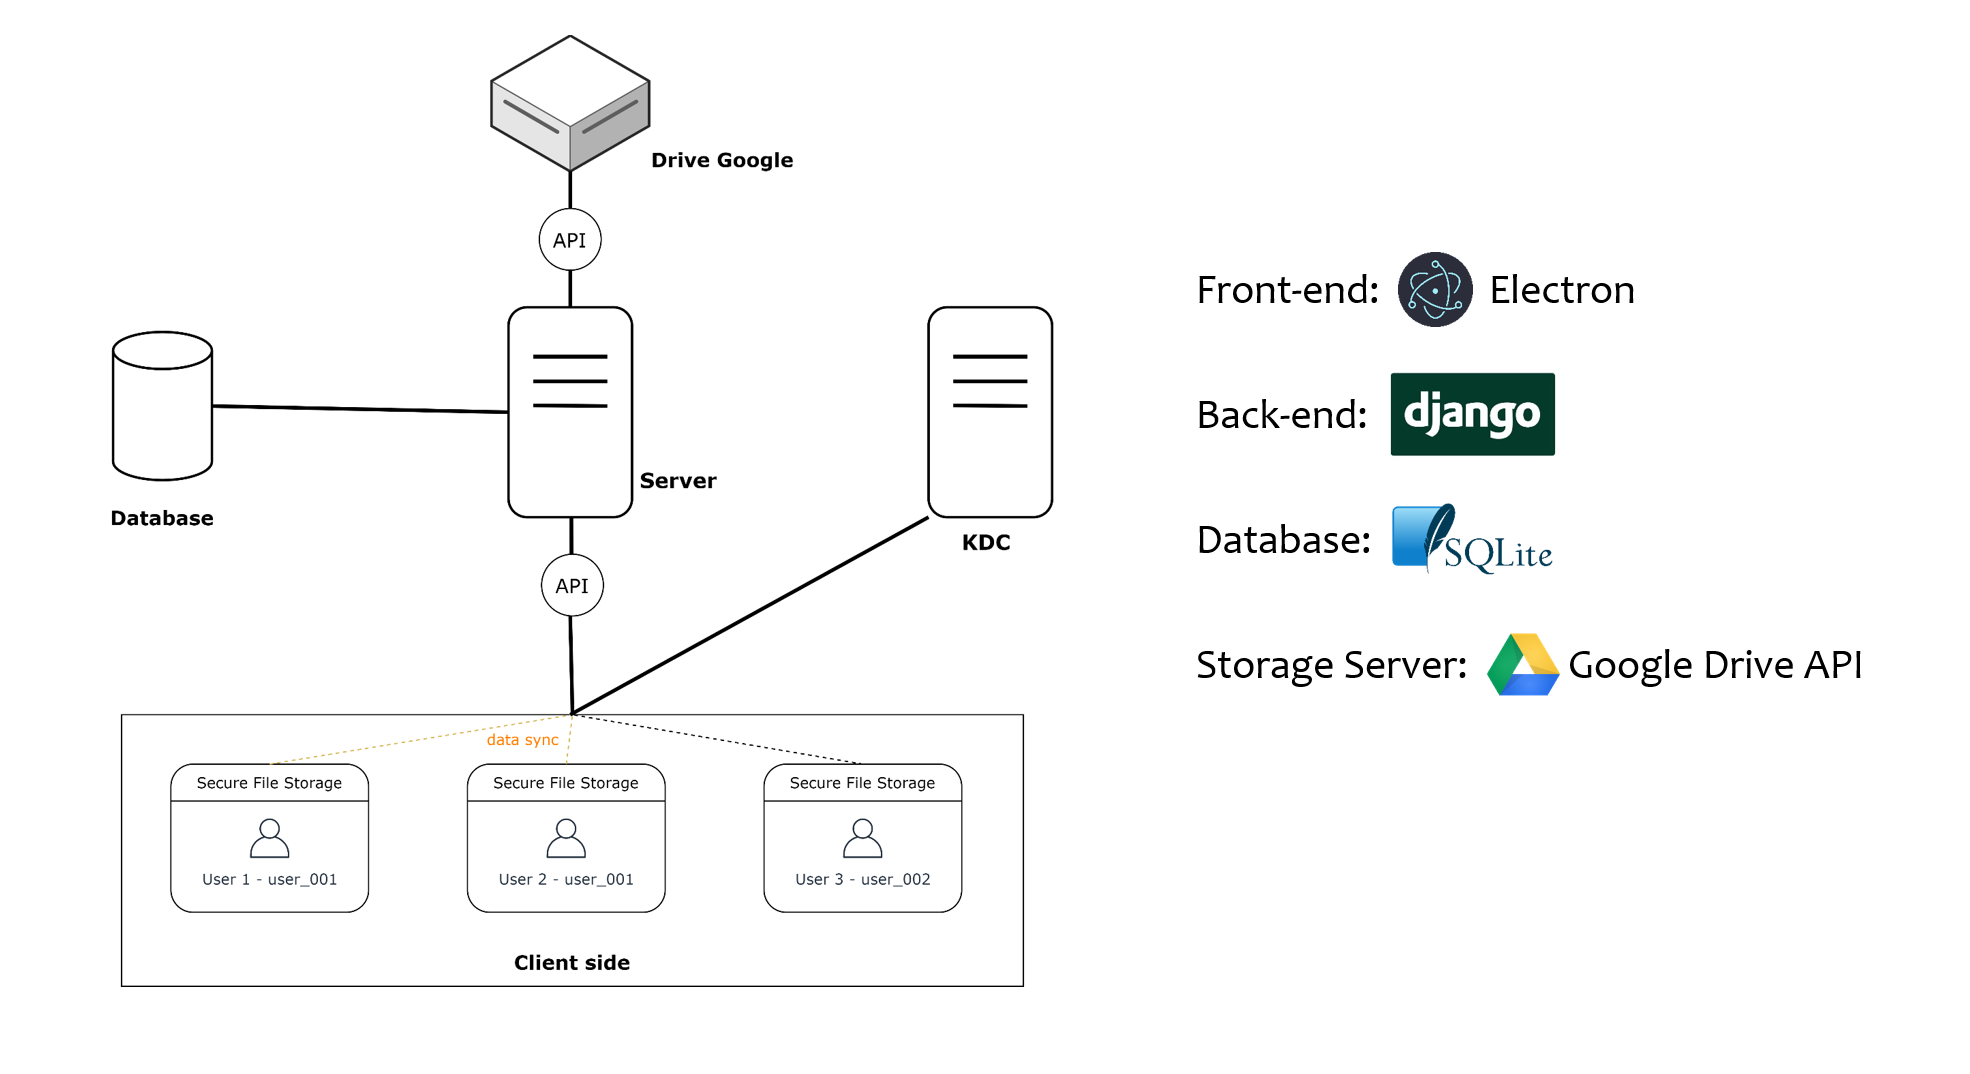 Drive Google
API
Database
Server
KDC
API
data sync
Secure File Storage
User 1 - user_001
Secure File Storage
User 2 - user_001
Secure File Storage
User 3 - user_002
Client side
Front-end: Electron
Back-end: django
Database: SQLite
Storage Server: Google Drive API